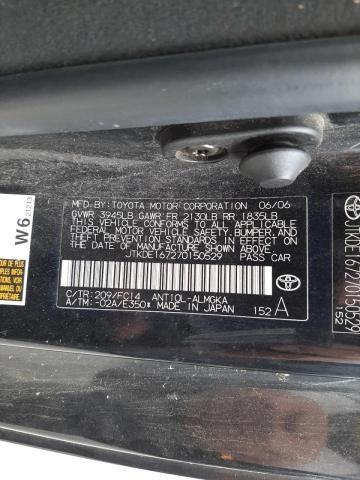 MFD. BY: TOYOTA MOTOR CORPORATION 06/06
GVWR 3945LB GAWR FR 2130LB RR 1835LB
THIS VEHICLE CONFORMS TO ALL APPLICABLE
FEDERAL MOTOR VEHICLE SAFETY, BUMPER, AND
THEFT PREVENTION STANDARDS IN EFFECT ON
THE DATE OF MANUFACTURE SHOWN ABOVE.
JTKDE167270150529 PASS CAR
C/TR: 209/FC14 ANT10L-ALMGKA
A/TM: -02A/E350* MADE IN JAPAN
152 A
W6
JTKDE167270150529
152